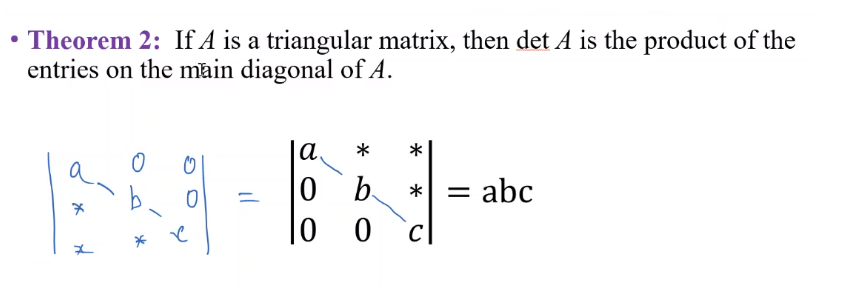 • Theorem 2: If A is a triangular matrix, then det A is the product of the
entries on the main diagonal of A.
|a 0 0| |a * *|
|* b 0| = |0 b *| = abc
|* * c| |0 0 c|